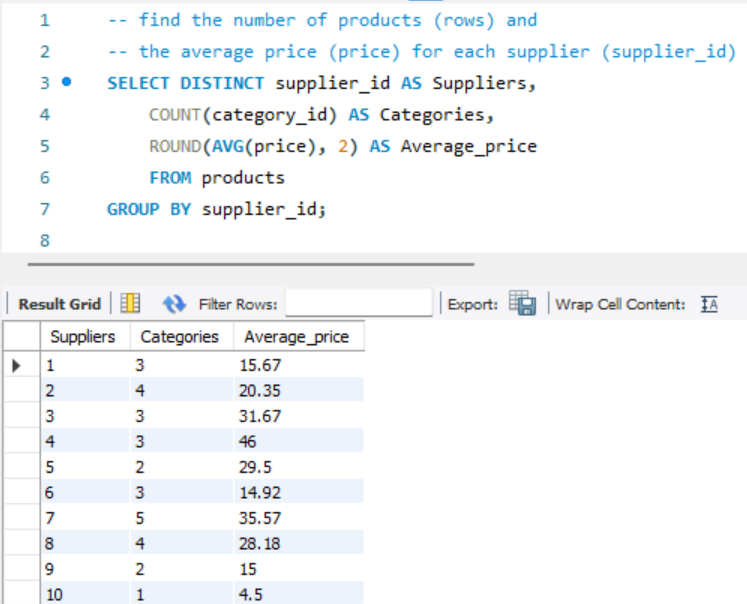 1 -- find the number of products (rows) and
2 -- the average price (price) for each supplier (supplier_id)
3 SELECT DISTINCT supplier_id AS Suppliers,
4 COUNT(category_id) AS Categories,
5 ROUND(AVG(price), 2) AS Average_price
6 FROM products
7 GROUP BY supplier_id;
8
Result Grid Filter Rows: Export: Wrap Cell Content: IA
Suppliers Categories Average_price
1 3 15.67
2 4 20.35
3 3 31.67
4 3 46
5 2 29.5
6 3 14.92
7 5 35.57
8 4 28.18
9 2 15
10 1 4.5